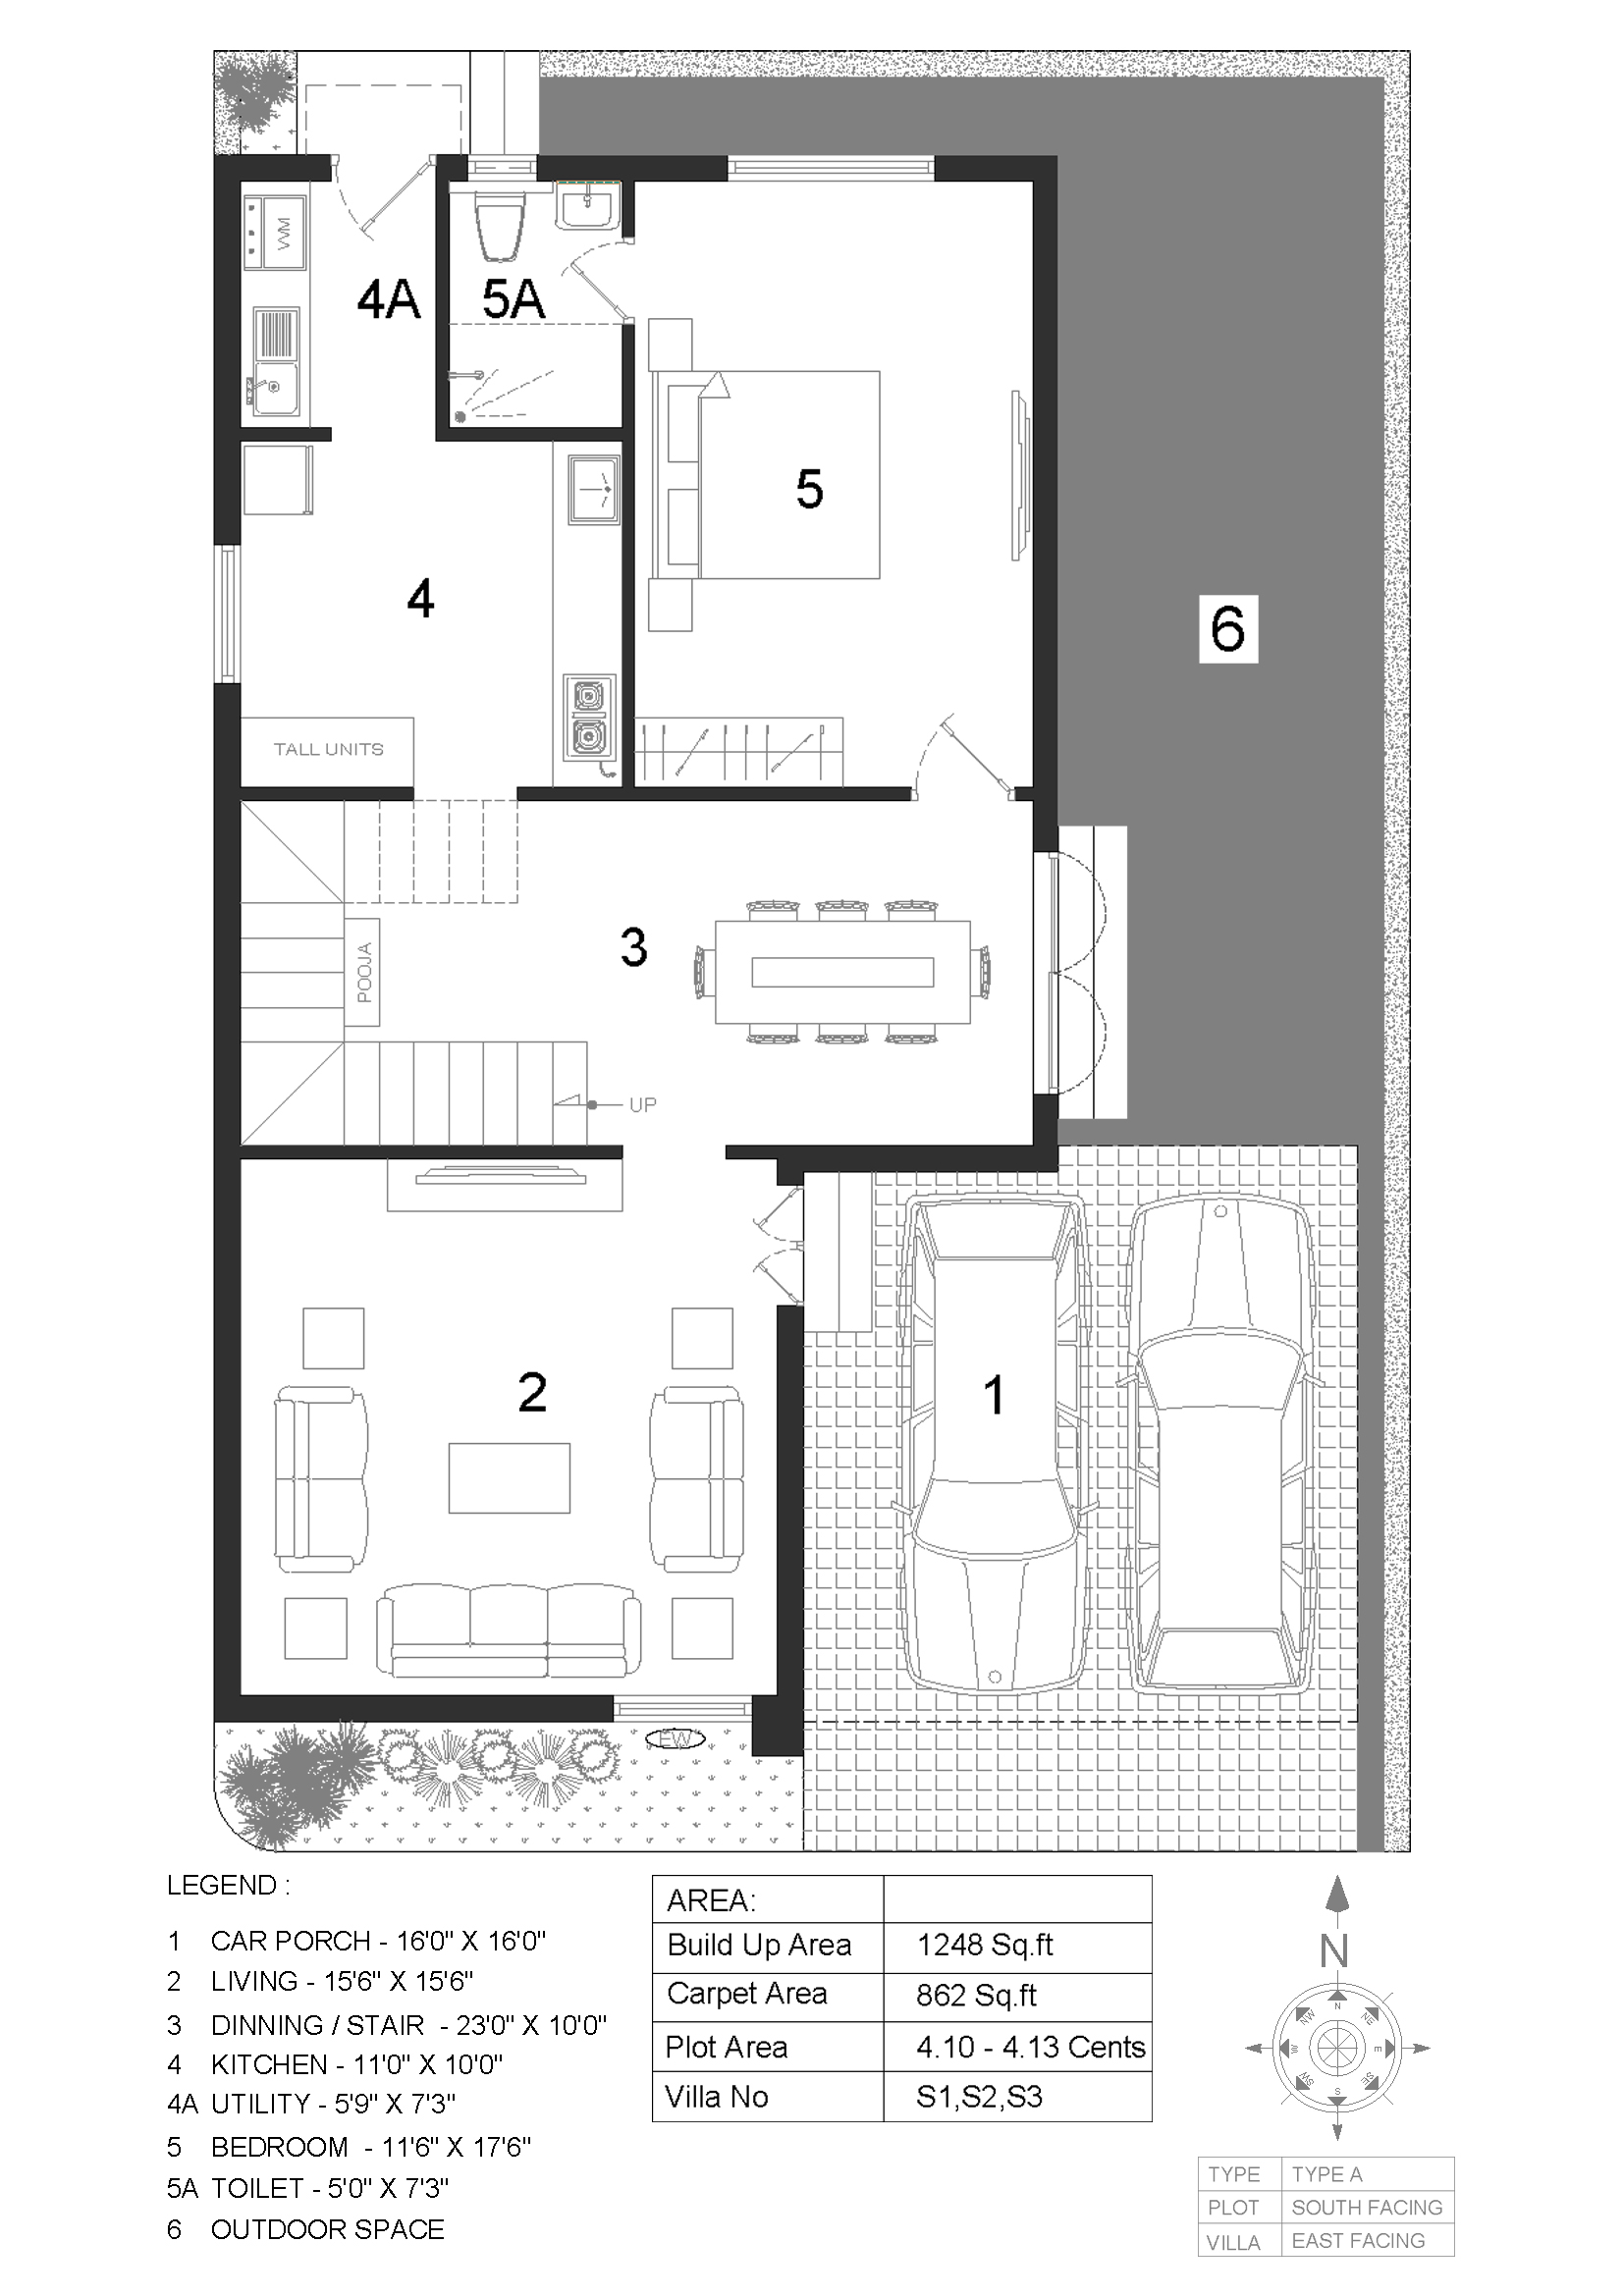 WM
4A
5A
5
4
6
TALL UNITS
3
POOJA
UP
2
1
EW
LEGEND :
1 CAR PORCH - 16'0" X 16'0"
2 LIVING - 15'6" X 15'6"
3 DINNING / STAIR - 23'0" X 10'0"
4 KITCHEN - 11'0" X 10'0"
4A UTILITY - 5'9" X 7'3"
5 BEDROOM - 11'6" X 17'6"
5A TOILET - 5'0" X 7'3"
6 OUTDOOR SPACE
AREA:
Build Up Area 1248 Sq.ft
Carpet Area 862 Sq.ft
Plot Area 4.10 - 4.13 Cents
Villa No S1,S2,S3
N
N
NW NE
W E
SW SE
S
TYPE TYPE A
PLOT SOUTH FACING
VILLA EAST FACING